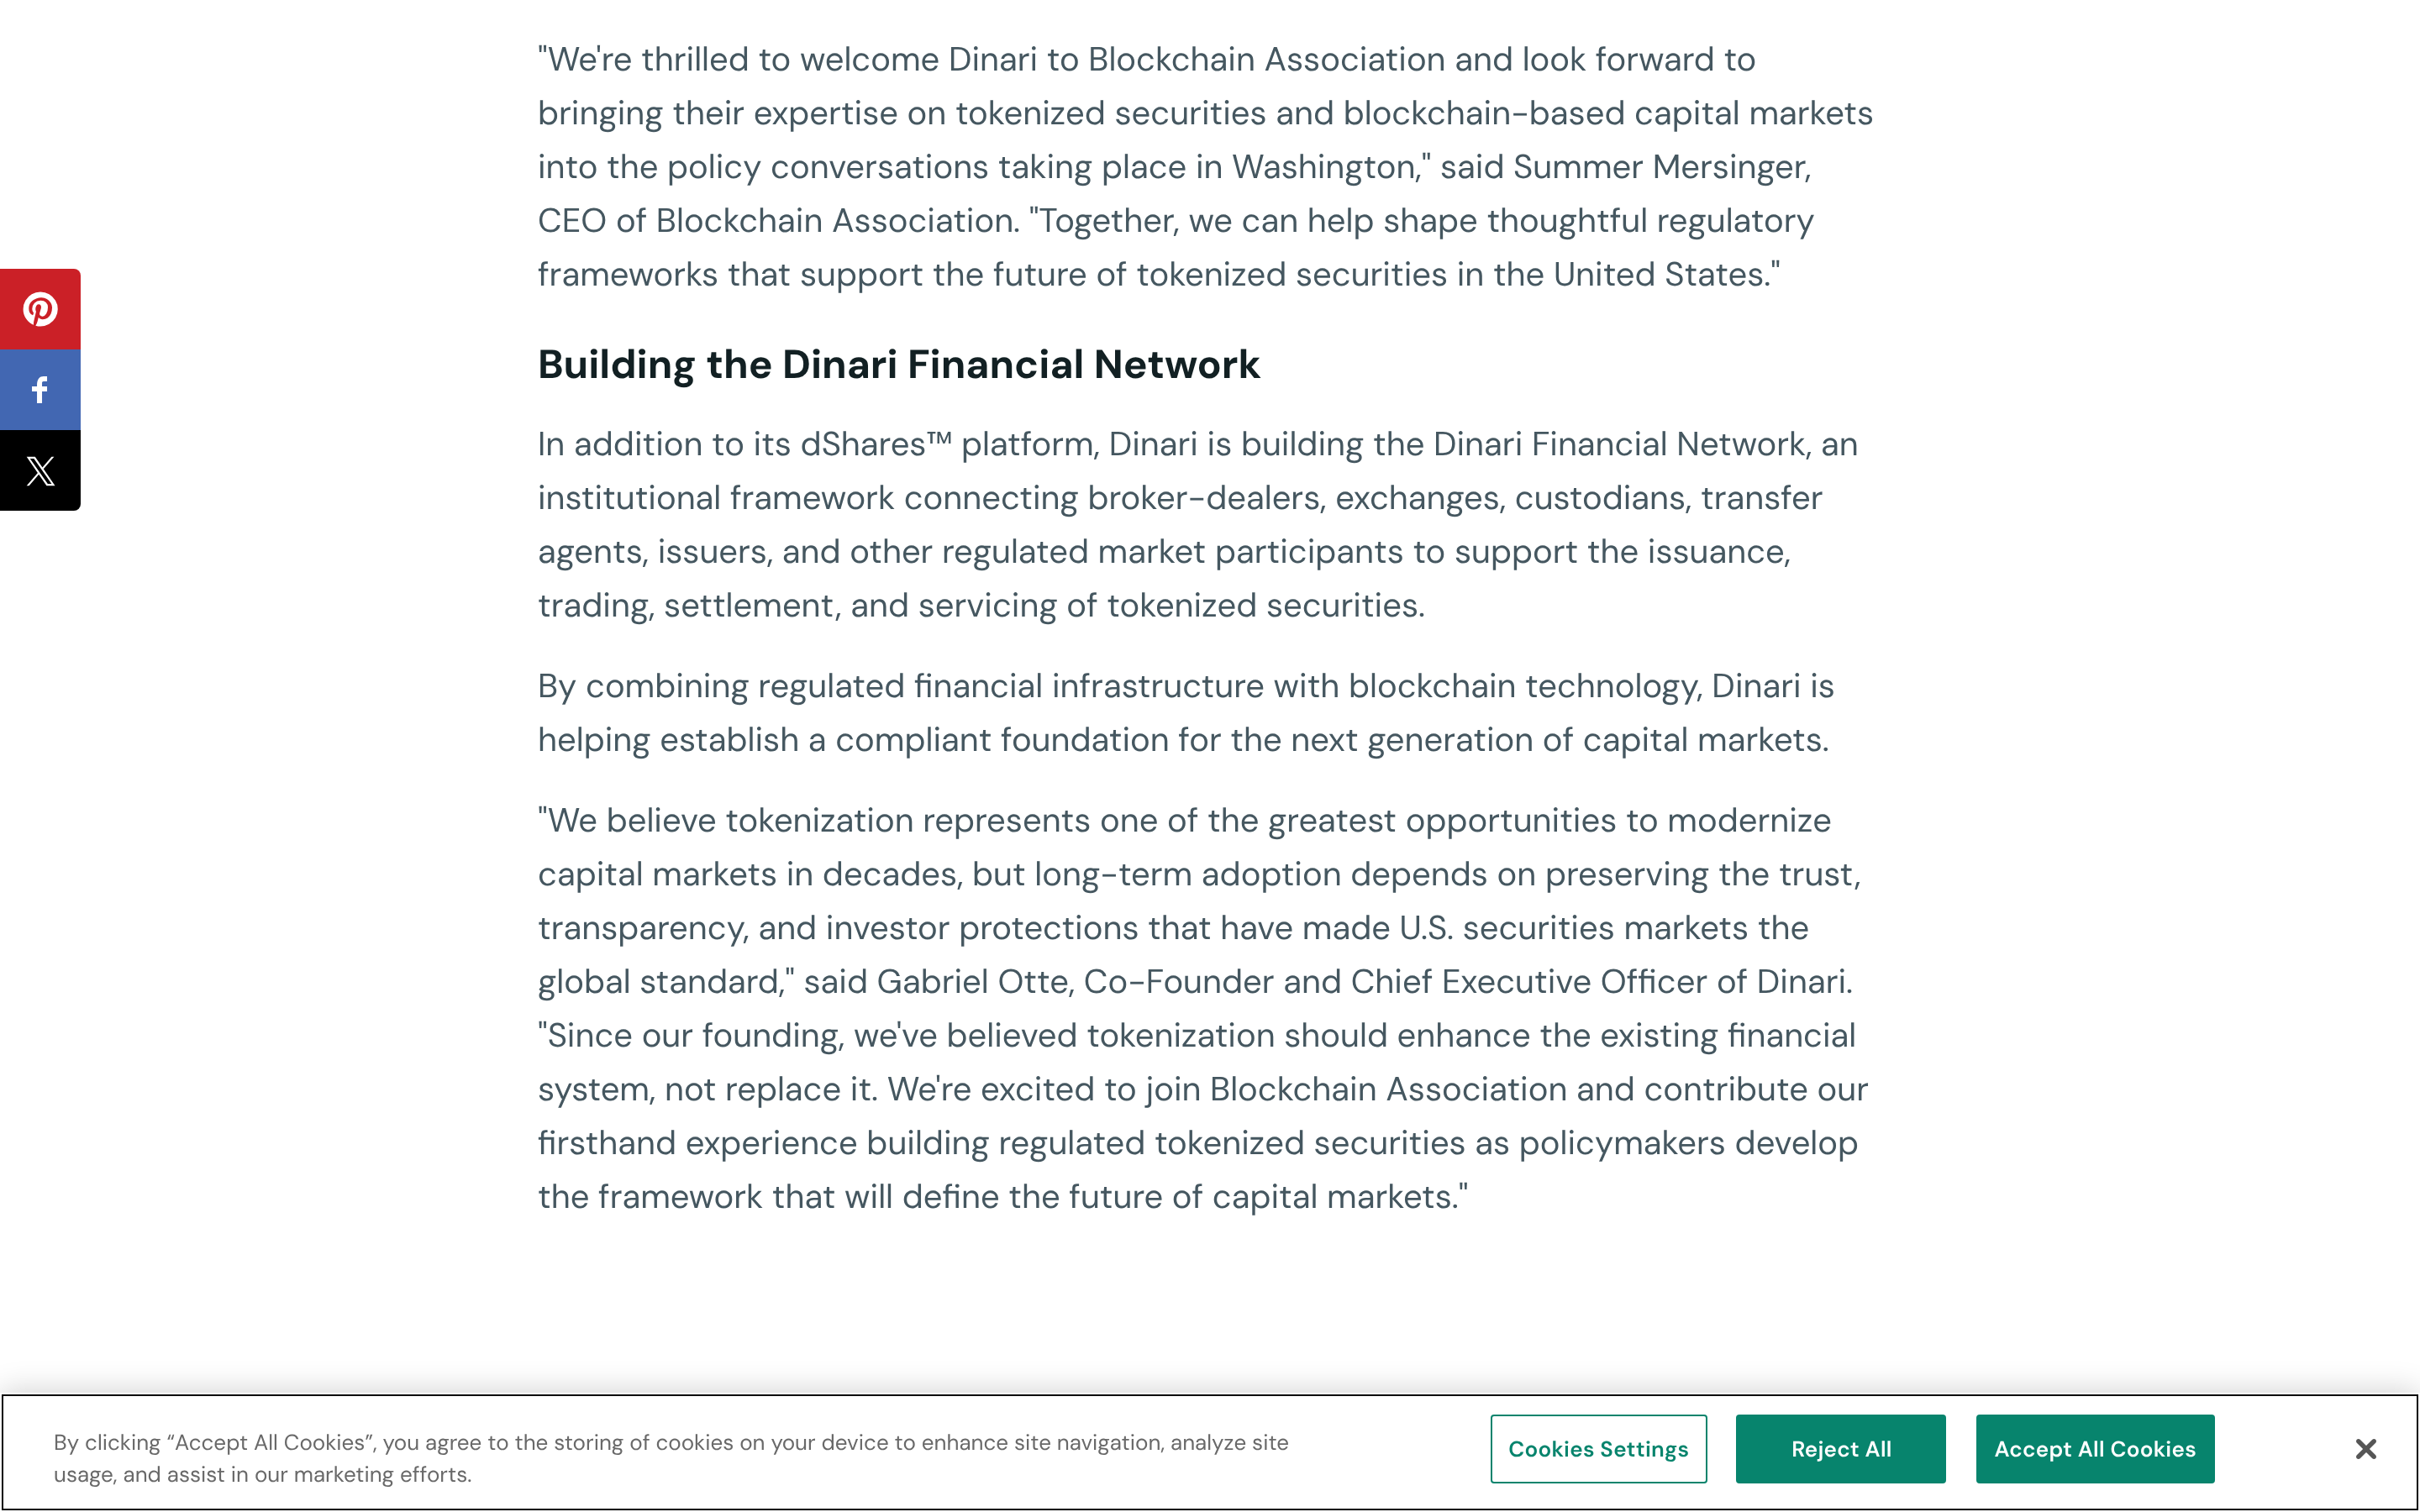 "We're thrilled to welcome Dinari to Blockchain Association and look forward to
bringing their expertise on tokenized securities and blockchain-based capital markets
into the policy conversations taking place in Washington," said Summer Mersinger,
CEO of Blockchain Association. "Together, we can help shape thoughtful regulatory
frameworks that support the future of tokenized securities in the United States."
Building the Dinari Financial Network
In addition to its dShares™ platform, Dinari is building the Dinari Financial Network, an
institutional framework connecting broker-dealers, exchanges, custodians, transfer
agents, issuers, and other regulated market participants to support the issuance,
trading, settlement, and servicing of tokenized securities.
By combining regulated financial infrastructure with blockchain technology, Dinari is
helping establish a compliant foundation for the next generation of capital markets.
"We believe tokenization represents one of the greatest opportunities to modernize
capital markets in decades, but long-term adoption depends on preserving the trust,
transparency, and investor protections that have made U.S. securities markets the
global standard," said Gabriel Otte, Co-Founder and Chief Executive Officer of Dinari.
"Since our founding, we've believed tokenization should enhance the existing financial
system, not replace it. We're excited to join Blockchain Association and contribute our
firsthand experience building regulated tokenized securities as policymakers develop
the framework that will define the future of capital markets."
By clicking “Accept All Cookies”, you agree to the storing of cookies on your device to enhance site navigation, analyze site
usage, and assist in our marketing efforts.
Cookies Settings
Reject All
Accept All Cookies